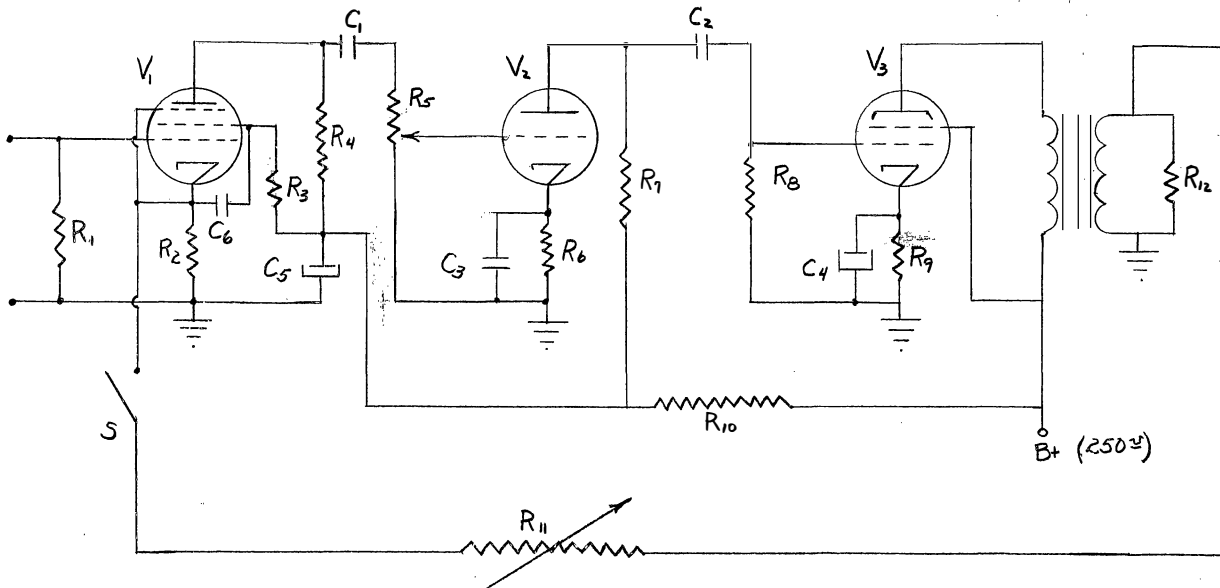 C₁
C₂
V₁
V₂
V₃
R₅
R₄
R₇
R₈
R₁₂
R₃
R₁
C₆
R₂
C₅
C₃
R₆
C₄
R₉
S
R₁₀
B+ (250 v)
R₁₁